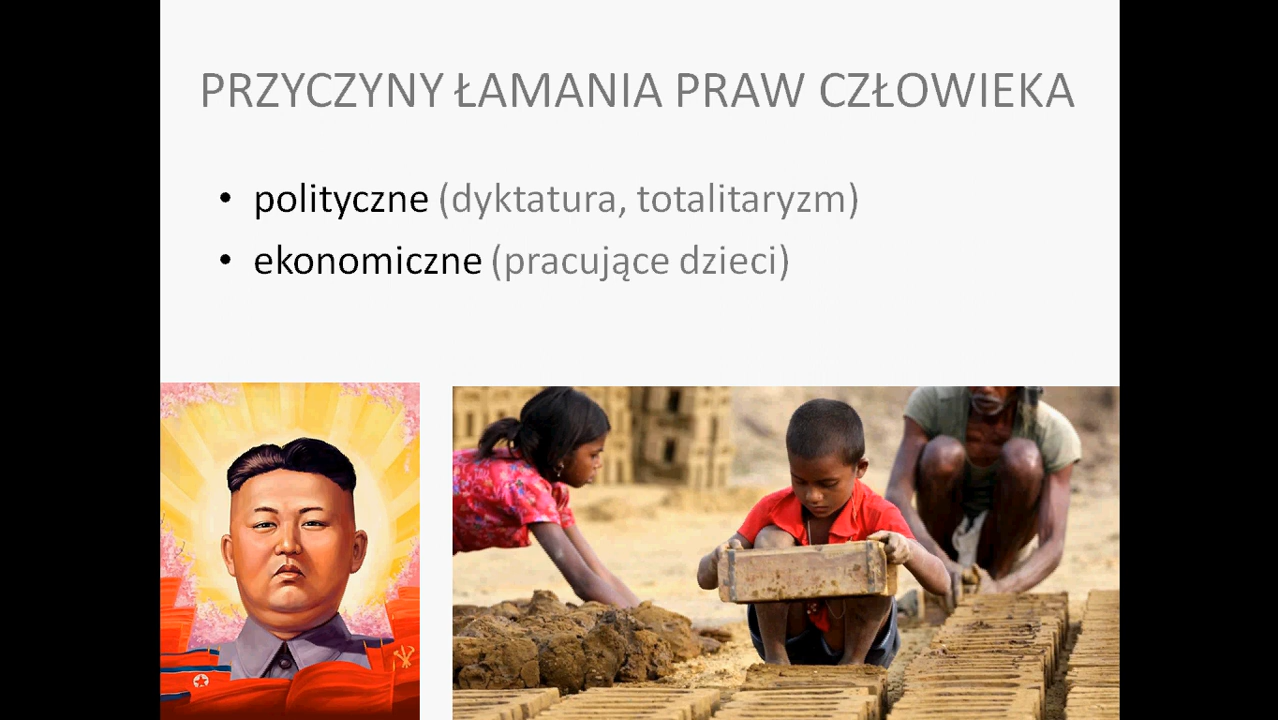 PRZYCZYNY ŁAMANIA PRAW CZŁOWIEKA
• polityczne (dyktatura, totalitaryzm)
• ekonomiczne (pracujące dzieci)